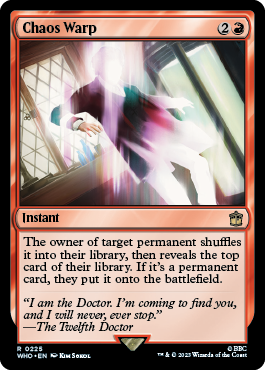 Chaos Warp 2
Instant
The owner of target permanent shuffles
it into their library, then reveals the top
card of their library. If it's a permanent
card, they put it onto the battlefield.
"I am the Doctor. I'm coming to find you,
and I will never, ever stop."
—The Twelfth Doctor
R 0225 © BBC
WHO • EN Kim Sokol ™ & © 2023 Wizards of the Coast